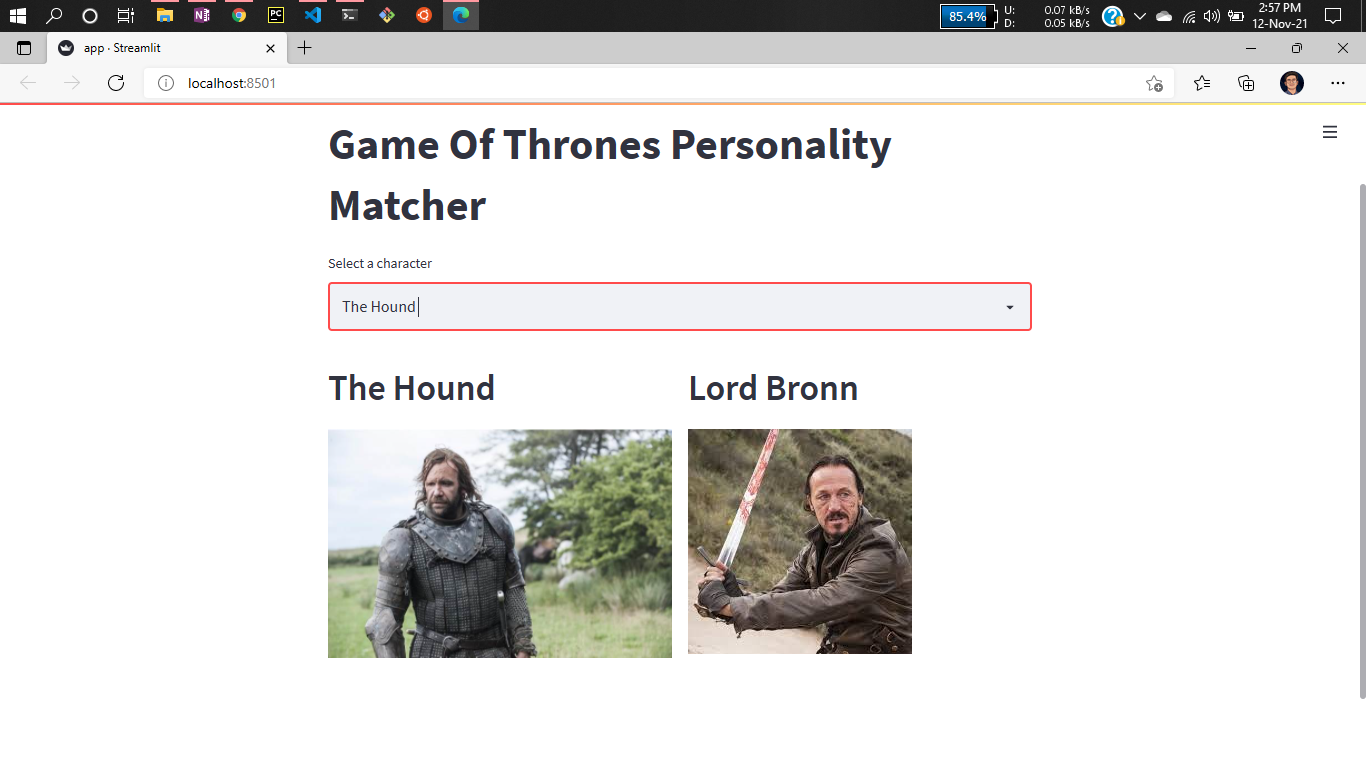 85.4%
U:
D:
0.07 kB/s
0.05 kB/s
2:57 PM
12-Nov-21
app · Streamlit
localhost:8501
Game Of Thrones Personality
Matcher
Select a character
The Hound
The Hound
Lord Bronn